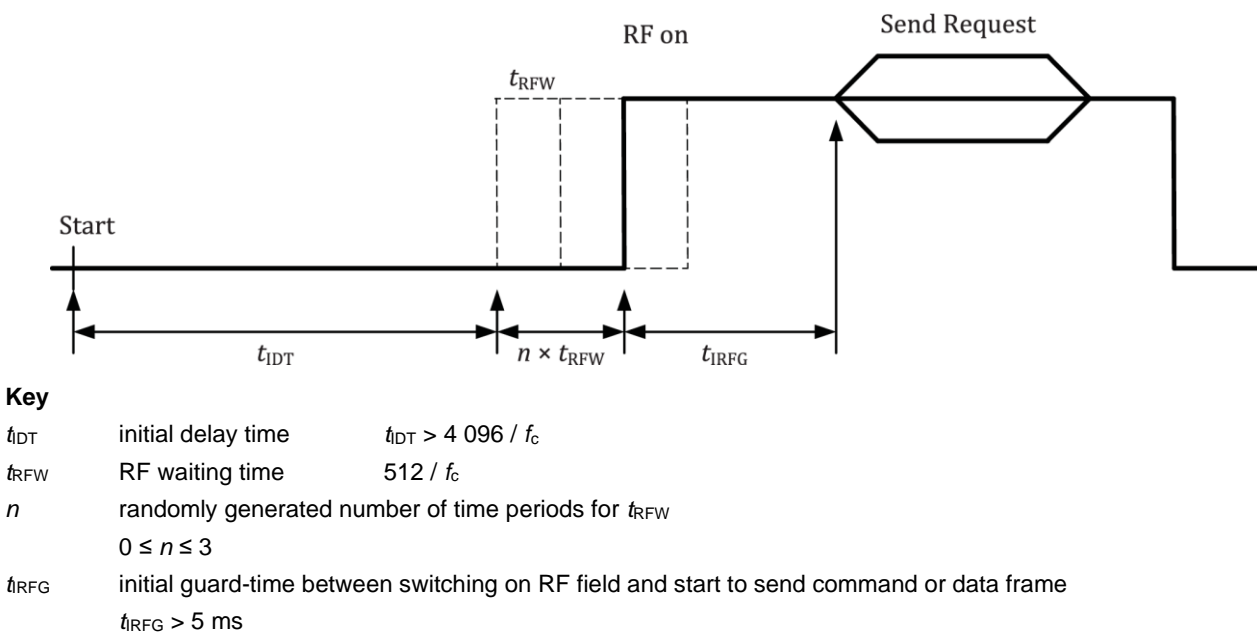 Send Request
RF on
tRFW
Start
tIDT
n × tRFW
tIRFG
Key
tIDT initial delay time tIDT > 4 096 / fc
tRFW RF waiting time 512 / fc
n randomly generated number of time periods for tRFW
0 ≤ n ≤ 3
tIRFG initial guard-time between switching on RF field and start to send command or data frame
tIRFG > 5 ms